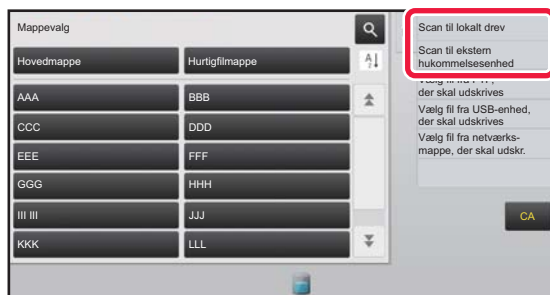 Mappevalg
Hovedmappe
Hurtigfilmappe
AAA
BBB
CCC
DDD
EEE
FFF
GGG
HHH
III III
JJJ
KKK
LLL
Scan til lokalt drev
Scan til ekstern
hukommelsesenhed
der skal udskrives
Vælg fil fra USB-enhed,
der skal udskrives
Vælg fil fra netværks-
mappe, der skal udskr.
CA